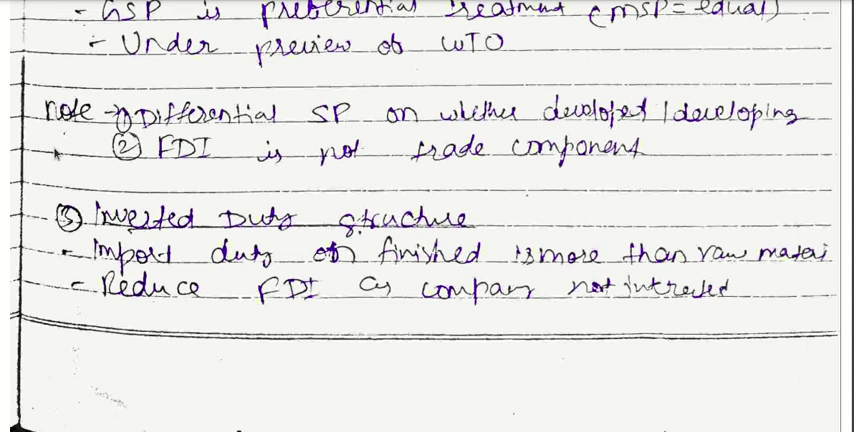 - GSP is preferential treatment (MSP = equal)
- Under preview of WTO
note → ① Differential SP on whether developed / developing
② FDI is not trade component
③ Inverted Duty Structure
- Import duty on finished is more than raw materi
- Reduce FDI as company not intrested